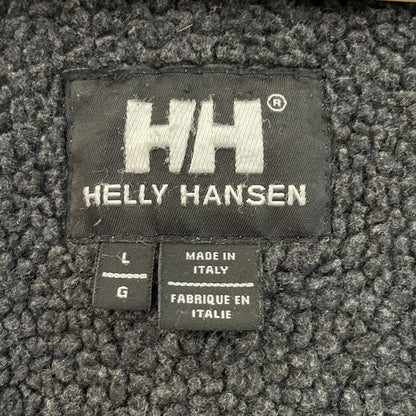 HH®
HELLY HANSEN
L
G
MADE IN
ITALY
FABRIQUE EN
ITALIE